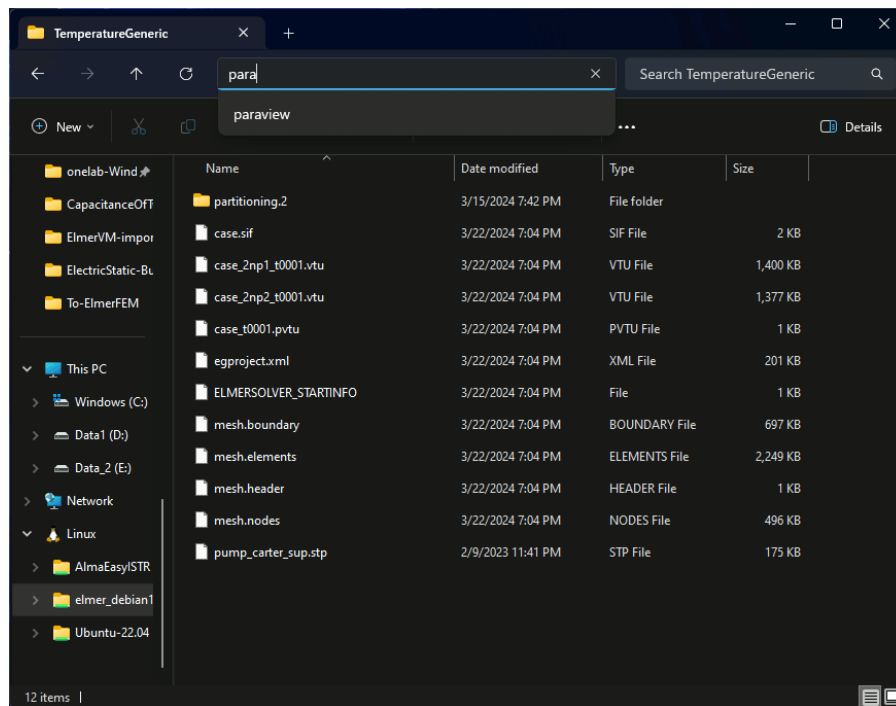 TemperatureGeneric
para
Search TemperatureGeneric
paraview
New
Details
Name Date modified Type Size
onelab-Wind
CapacitanceOfT
ElmerVM-impor
ElectricStatic-Bu
To-ElmerFEM
This PC
Windows (C:)
Data1 (D:)
Data_2 (E:)
Network
Linux
AlmaEasyISTR
elmer_debian1
Ubuntu-22.04
partitioning.2 3/15/2024 7:42 PM File folder
case.sif 3/22/2024 7:04 PM SIF File 2 KB
case_2np1_t0001.vtu 3/22/2024 7:04 PM VTU File 1,400 KB
case_2np2_t0001.vtu 3/22/2024 7:04 PM VTU File 1,377 KB
case_t0001.pvtu 3/22/2024 7:04 PM PVTU File 1 KB
egproject.xml 3/22/2024 7:04 PM XML File 201 KB
ELMERSOLVER_STARTINFO 3/22/2024 7:04 PM File 1 KB
mesh.boundary 3/22/2024 7:04 PM BOUNDARY File 697 KB
mesh.elements 3/22/2024 7:04 PM ELEMENTS File 2,249 KB
mesh.header 3/22/2024 7:04 PM HEADER File 1 KB
mesh.nodes 3/22/2024 7:04 PM NODES File 496 KB
pump_carter_sup.stp 2/9/2023 11:41 PM STP File 175 KB
12 items